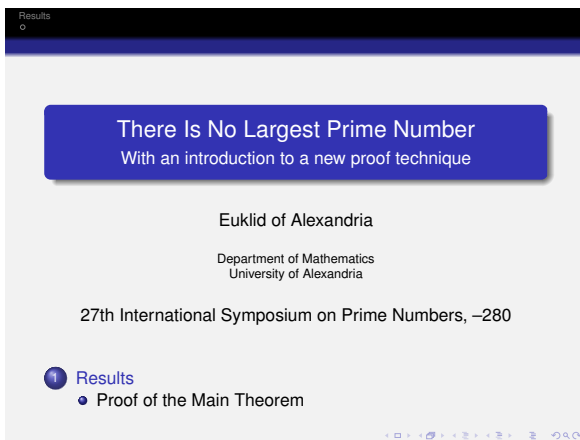 Results
There Is No Largest Prime Number
With an introduction to a new proof technique
Euklid of Alexandria
Department of Mathematics
University of Alexandria
27th International Symposium on Prime Numbers, –280
1 Results
Proof of the Main Theorem